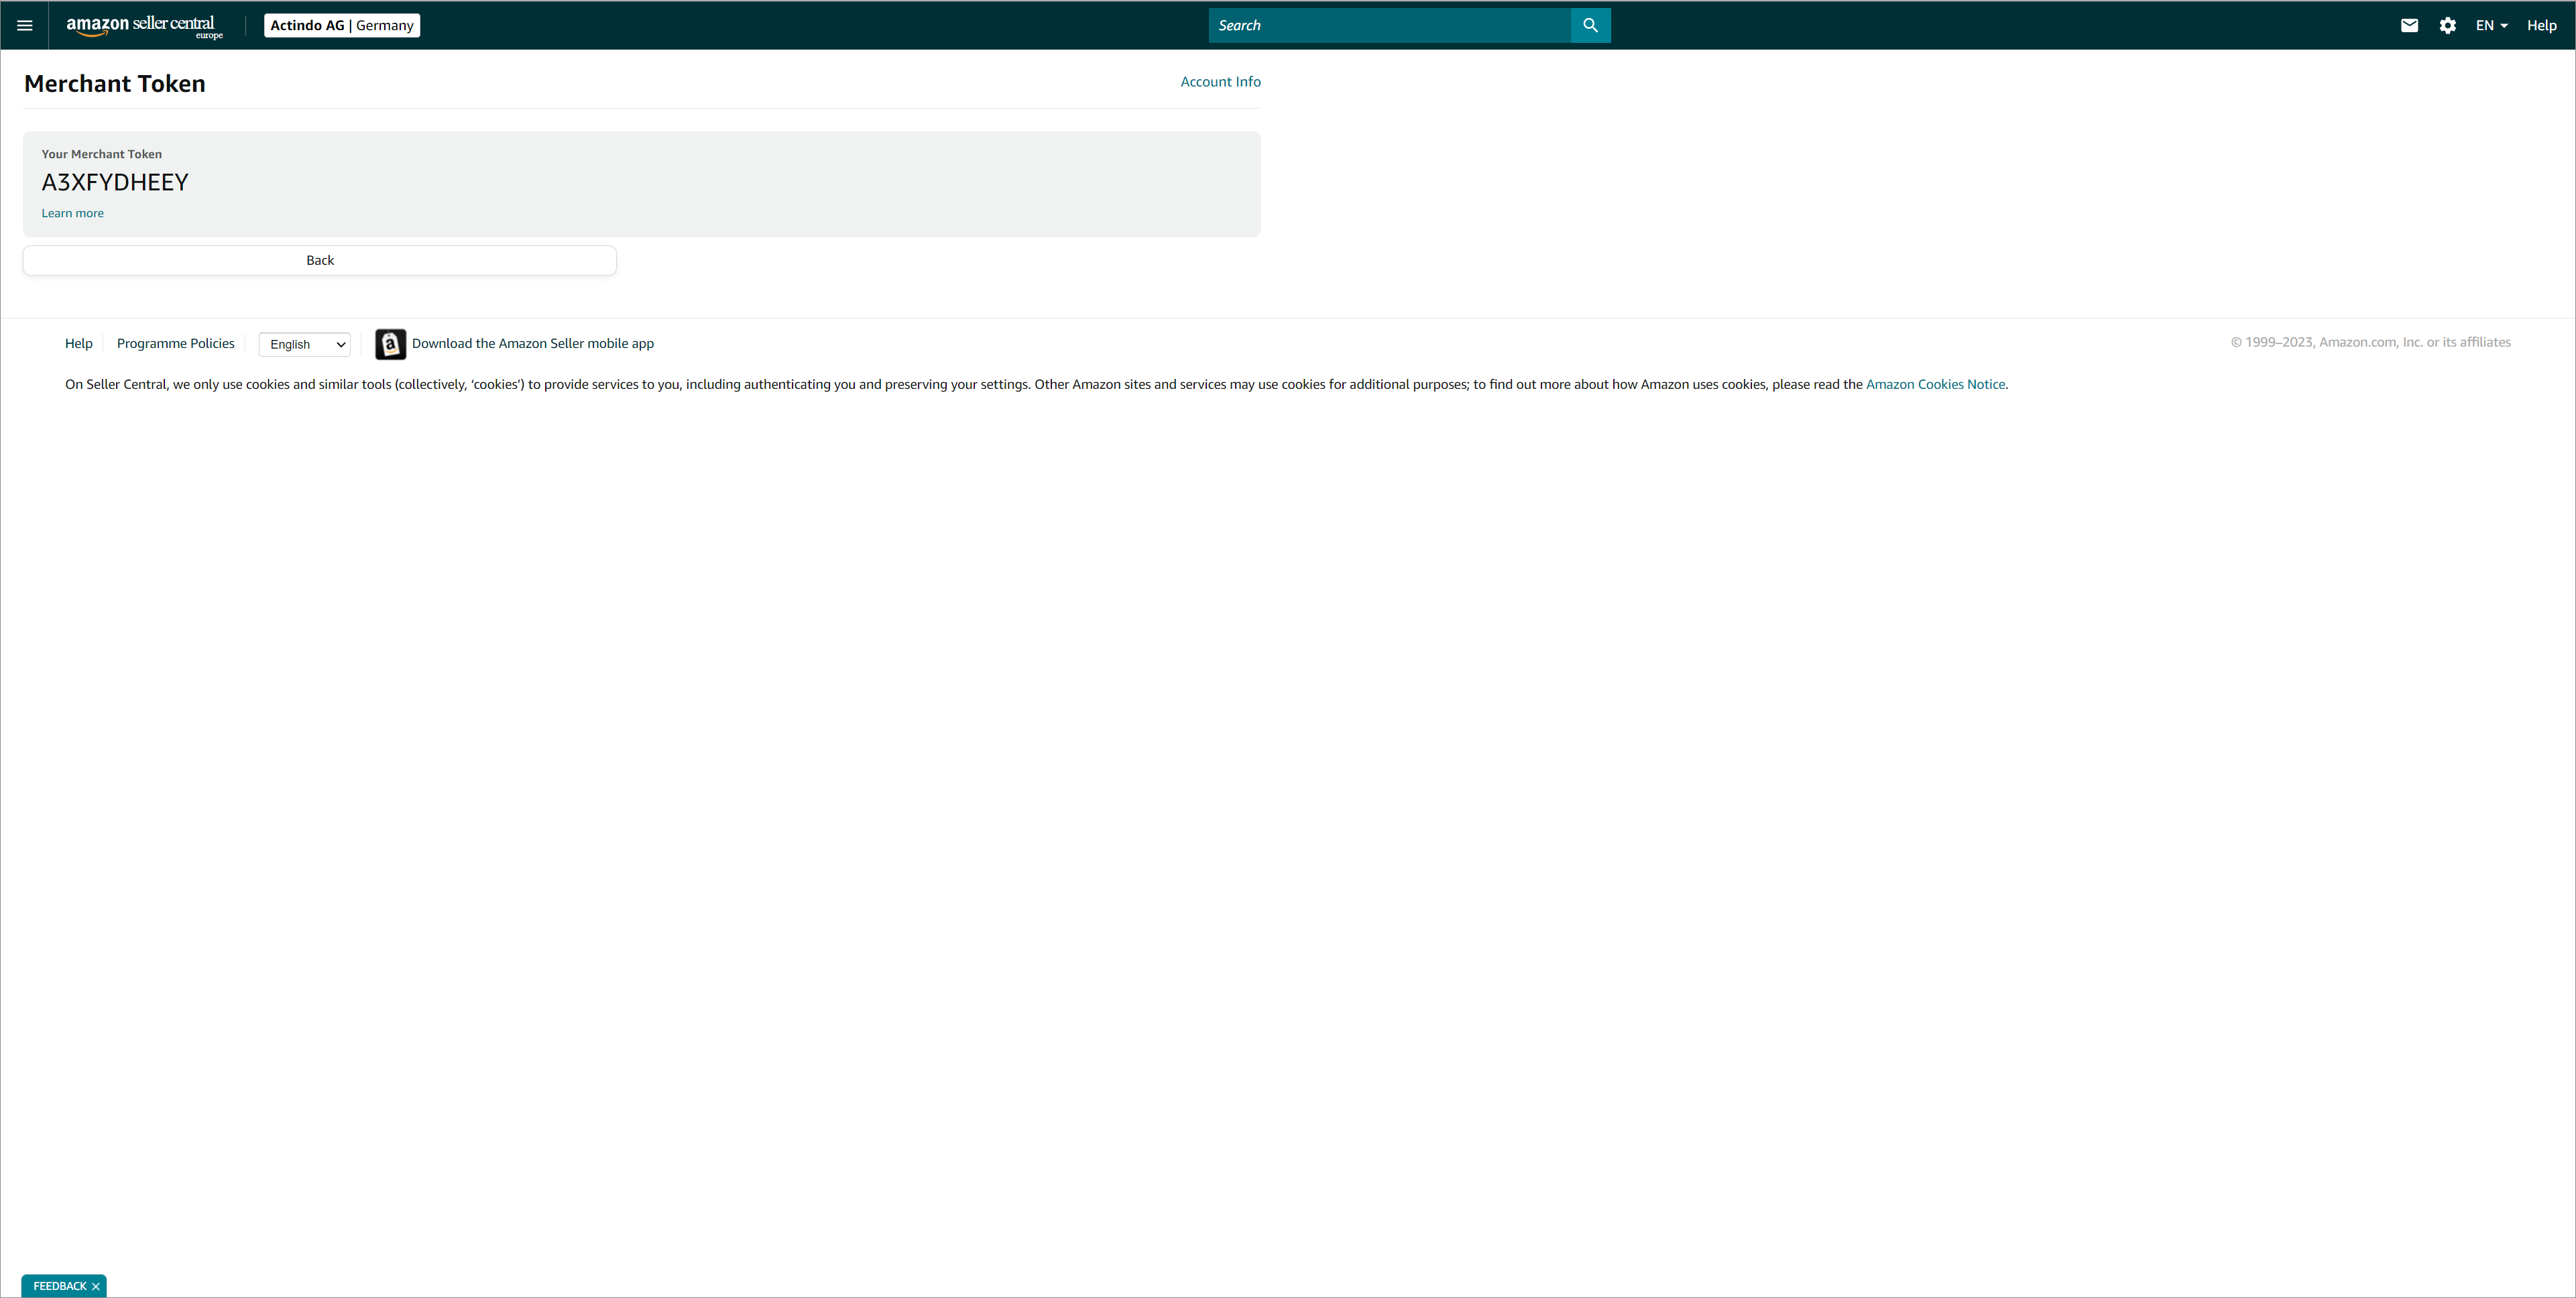 amazon seller central
europe
Actindo AG | Germany
Search
EN
Help
Merchant Token
Account Info
Your Merchant Token
A3XFYDHEEY
Learn more
Back
Help
Programme Policies
English
a
Download the Amazon Seller mobile app
© 1999–2023, Amazon.com, Inc. or its affiliates
On Seller Central, we only use cookies and similar tools (collectively, ‘cookies’) to provide services to you, including authenticating you and preserving your settings. Other Amazon sites and services may use cookies for additional purposes; to find out more about how Amazon uses cookies, please read the Amazon Cookies Notice.
FEEDBACK